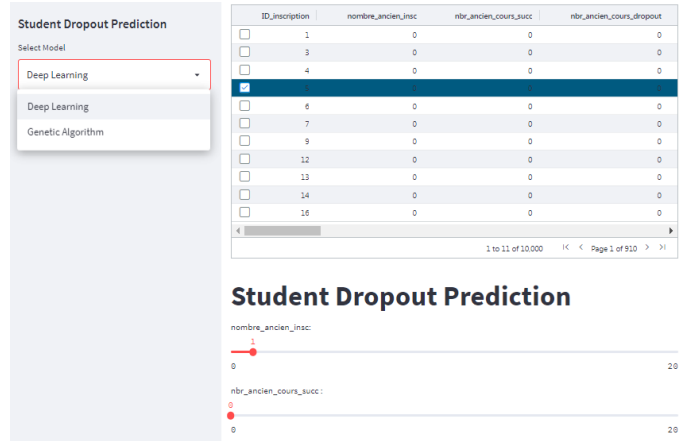 Student Dropout Prediction
Select Model
Deep Learning
Deep Learning
Genetic Algorithm
ID_inscription nombre_ancien_insc nbr_ancien_cours_succ nbr_ancien_cours_dropout
1 0 0 0
3 0 0 0
4 0 0 0
0 0 0
6 0 0 0
7 0 0 0
9 0 0 0
12 0 0 0
13 0 0 0
14 0 0 0
16 0 0 0
1 to 11 of 10.000 Page 1 of 910
Student Dropout Prediction
nombre_ancien_insc:
1
0 20
nbr_ancien_cours_succ:
0
0 20